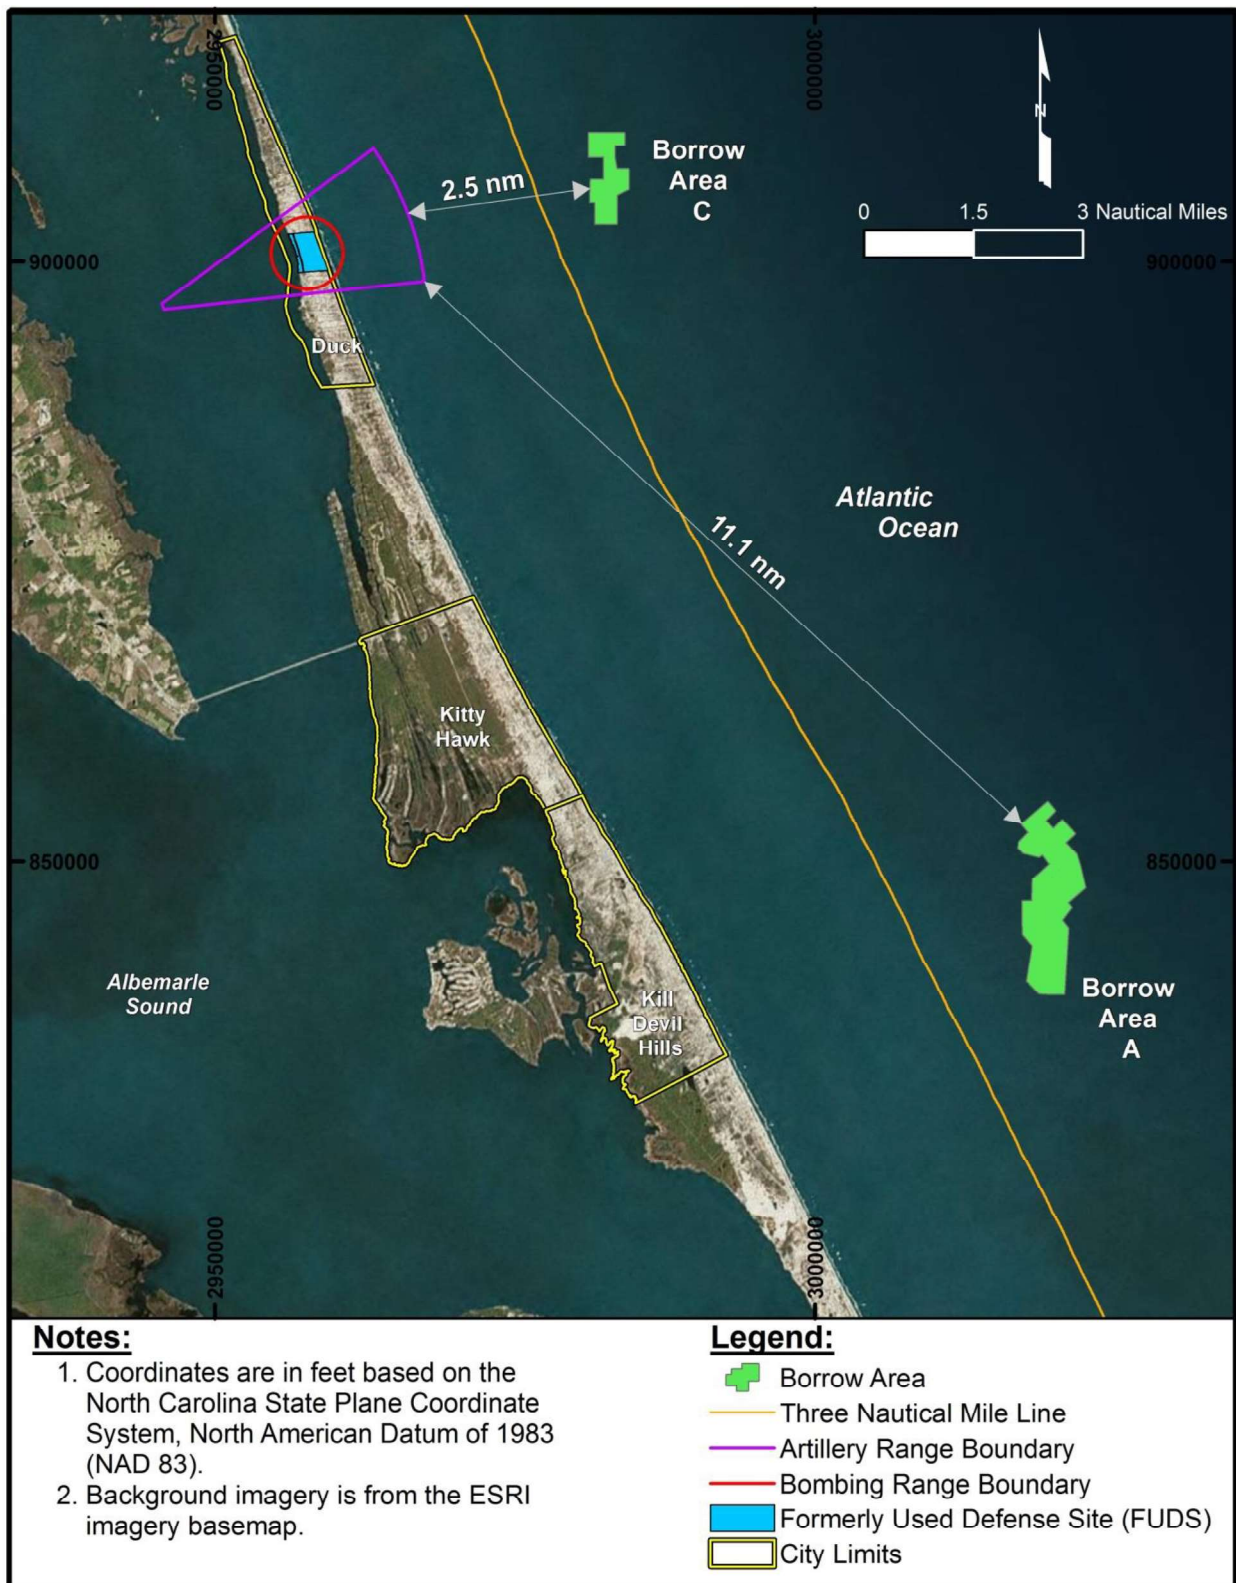 2950000
3000000
N
Borrow
Area
C
2.5 nm
0 1.5 3 Nautical Miles
900000
900000
Duck
Atlantic
Ocean
11.1 nm
Kitty
Hawk
850000
850000
Albemarle
Sound
Kill
Devil
Hills
Borrow
Area
A
2950000
3000000
Notes:
1. Coordinates are in feet based on the
North Carolina State Plane Coordinate
System, North American Datum of 1983
(NAD 83).
2. Background imagery is from the ESRI
imagery basemap.
Legend:
Borrow Area
Three Nautical Mile Line
Artillery Range Boundary
Bombing Range Boundary
Formerly Used Defense Site (FUDS)
City Limits